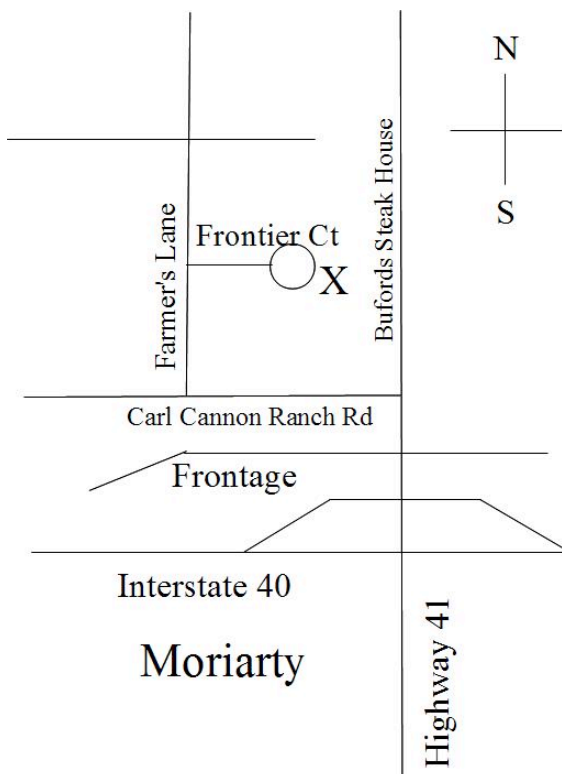 N
S
Bufords Steak House
Farmer's Lane
Frontier Ct
X
Carl Cannon Ranch Rd
Frontage
Interstate 40
Moriarty
Highway 41